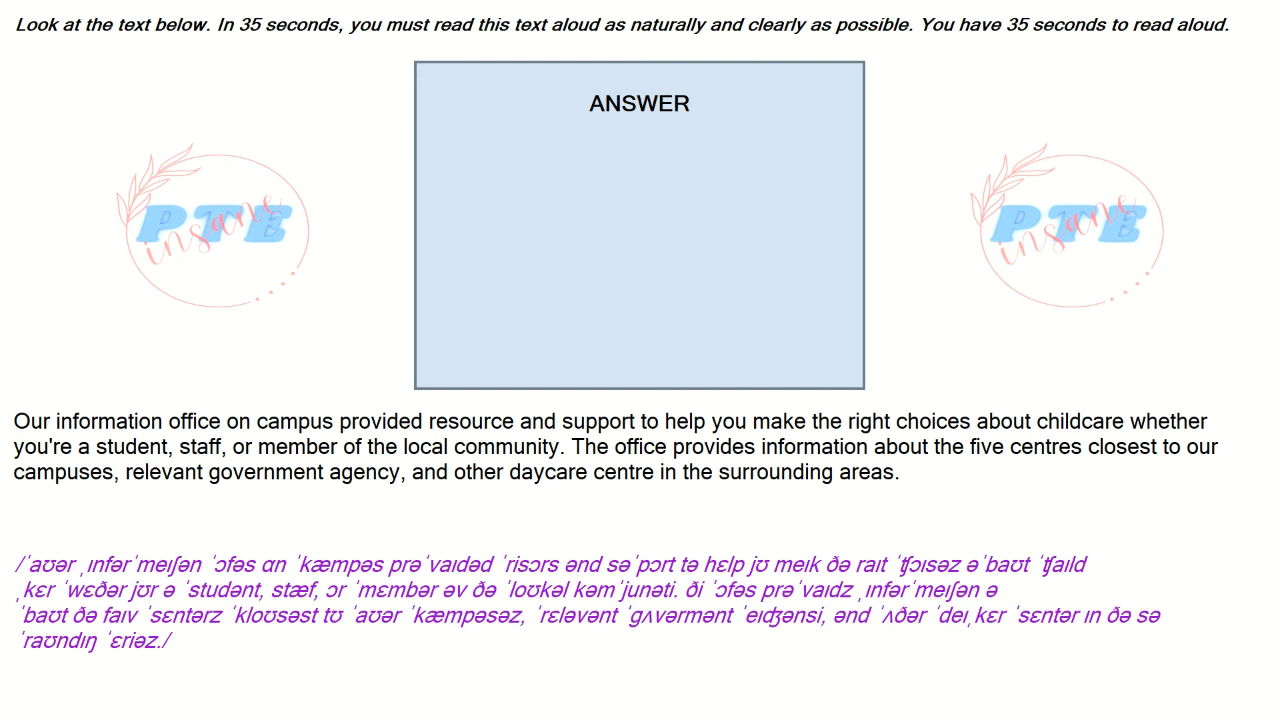 Look at the text below. In 35 seconds, you must read this text aloud as naturally and clearly as possible. You have 35 seconds to read aloud.
ANSWER
PTE
insane
PTE
insane
Our information office on campus provided resource and support to help you make the right choices about childcare whether
you're a student, staff, or member of the local community. The office provides information about the five centres closest to our
campuses, relevant government agency, and other daycare centre in the surrounding areas.
/ˈaʊər ˌɪnfərˈmeɪʃən ˈɔfəs ɑn ˈkæmpəs prəˈvaɪdəd ˈrisɔrs ənd səˈpɔrt tə hɛlp jʊ meɪk ðə raɪt ˈʧɔɪsəz əˈbaʊt ˈʧaɪld
ˌkɛr ˈwɛðər jʊr ə ˈstudənt, stæf, ɔr ˈmɛmbər əv ðə ˈloʊkəl kəmˈjunəti. ði ˈɔfəs prəˈvaɪdz ˌɪnfərˈmeɪʃən ə
ˈbaʊt ðə faɪv ˈsɛntərz ˈkloʊsəst tʊ ˈaʊər ˈkæmpəsəz, ˈrɛləvənt ˈgʌvərmənt ˈeɪʤənsi, ənd ˈʌðər ˈdeɪˌkɛr ˈsɛntər ɪn ðə sə
ˈraʊndɪŋ ˈɛriəz./